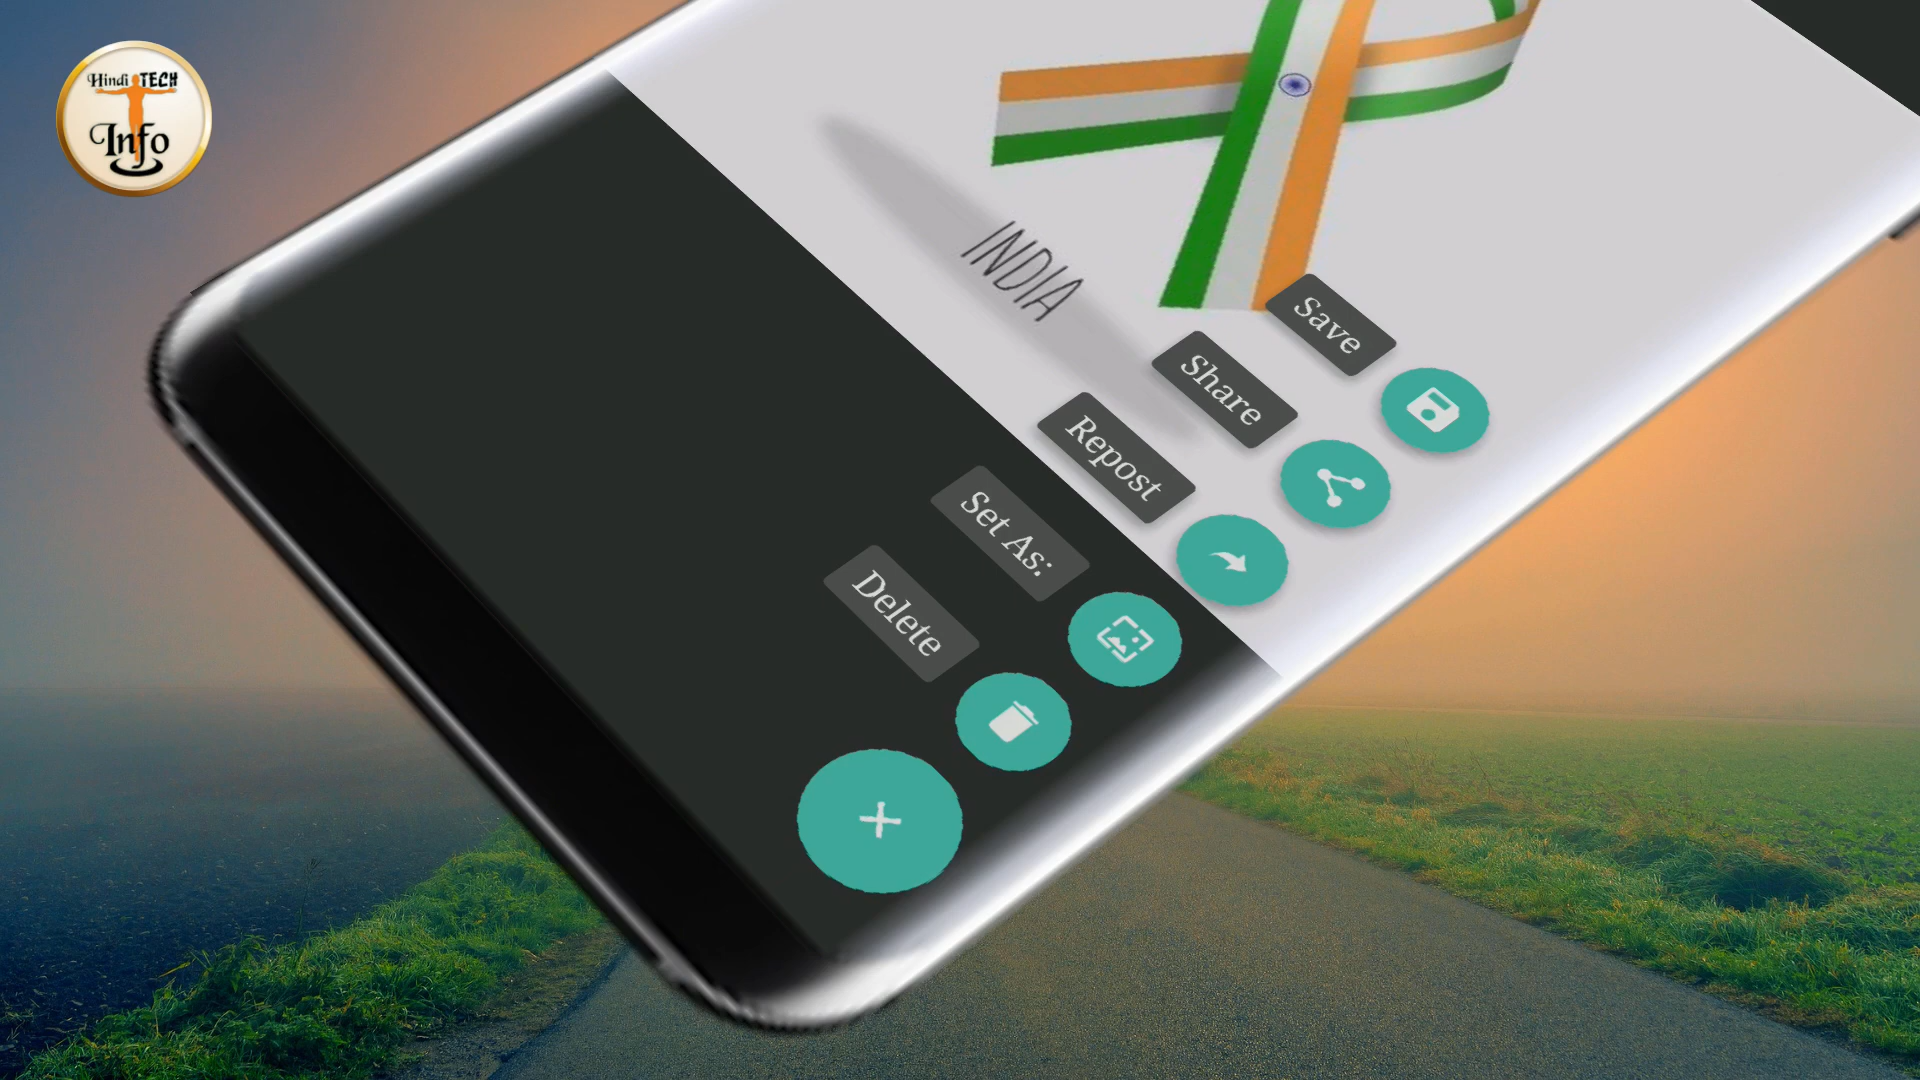 Hindi TECH
Info
INDIA
Save
Share
Repost
Set As:
Delete